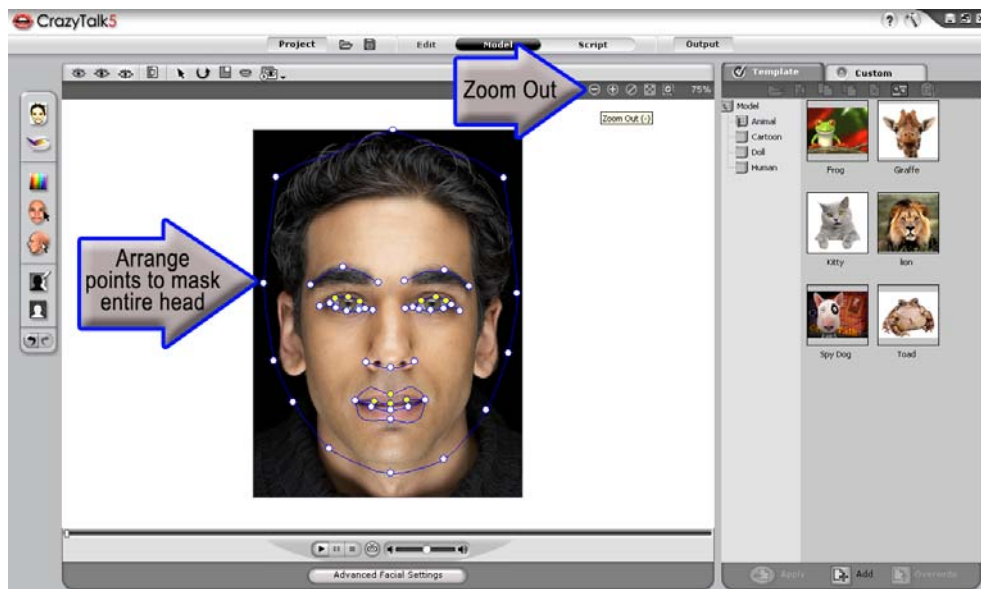 CrazyTalk5
Project
Edit
Model
Script
Output
Zoom Out
75%
Zoom Out (-)
Arrange
points to mask
entire head
Template
Custom
Model
Animal
Cartoon
Doll
Human
Frog
Giraffe
Kitty
lion
Spy Dog
Toad
Advanced Facial Settings
Apply
Add
Overwrite